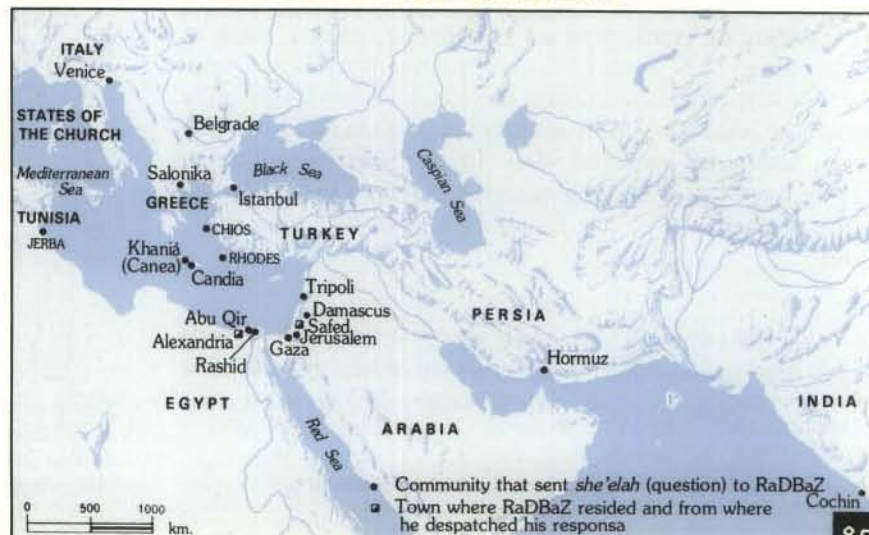 ITALY
Venice
STATES OF
THE CHURCH
Belgrade
Mediterranean
Sea
Salonika
Black Sea
Istanbul
Caspian Sea
GREECE
TUNISIA
JERBA
CHIOS
TURKEY
Khaniá
(Canea)
Candia
RHODES
Tripoli
Damascus
Safed
Jerusalem
PERSIA
Abu Qir
Alexandria
Rashid
Gaza
Hormuz
EGYPT
Red Sea
ARABIA
INDIA
Cochin
Community that sent she'elah (question) to RaDBaZ
Town where RaDBaZ resided and from where
he despatched his responsa
0 500 1000
km.